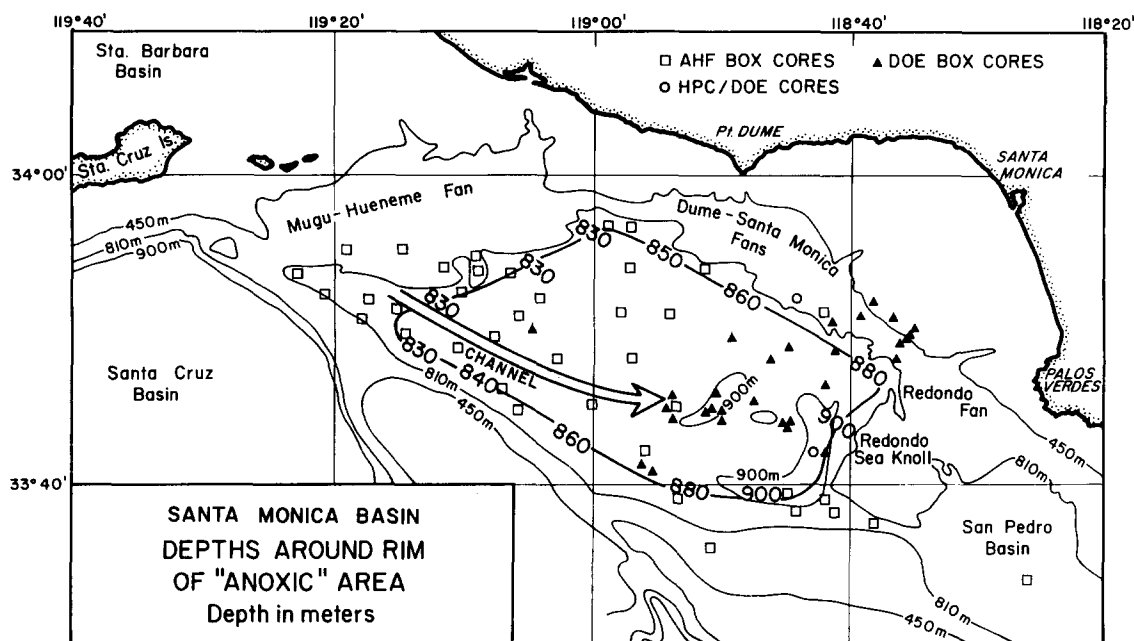 119°40'
119°20'
119°00'
118°40'
118°20'
Sta. Barbara
Basin
AHF BOX CORES
DOE BOX CORES
HPC/DOE CORES
Pt. DUME
Sta. Cruz Is.
SANTA
MONICA
34°00'
Mugu-Hueneme Fan
Dume-Santa Monica
Fans
450m
810m
900m
830
830
830
850
860
880
900
CHANNEL
830
840
860
880
900
900m
900m
Santa Cruz
Basin
810m
450m
PALOS
VERDES
Redondo
Fan
Redondo
Sea Knoll
450m
810m
33°40'
San Pedro
Basin
810m
450m
SANTA MONICA BASIN
DEPTHS AROUND RIM
OF "ANOXIC" AREA
Depth in meters